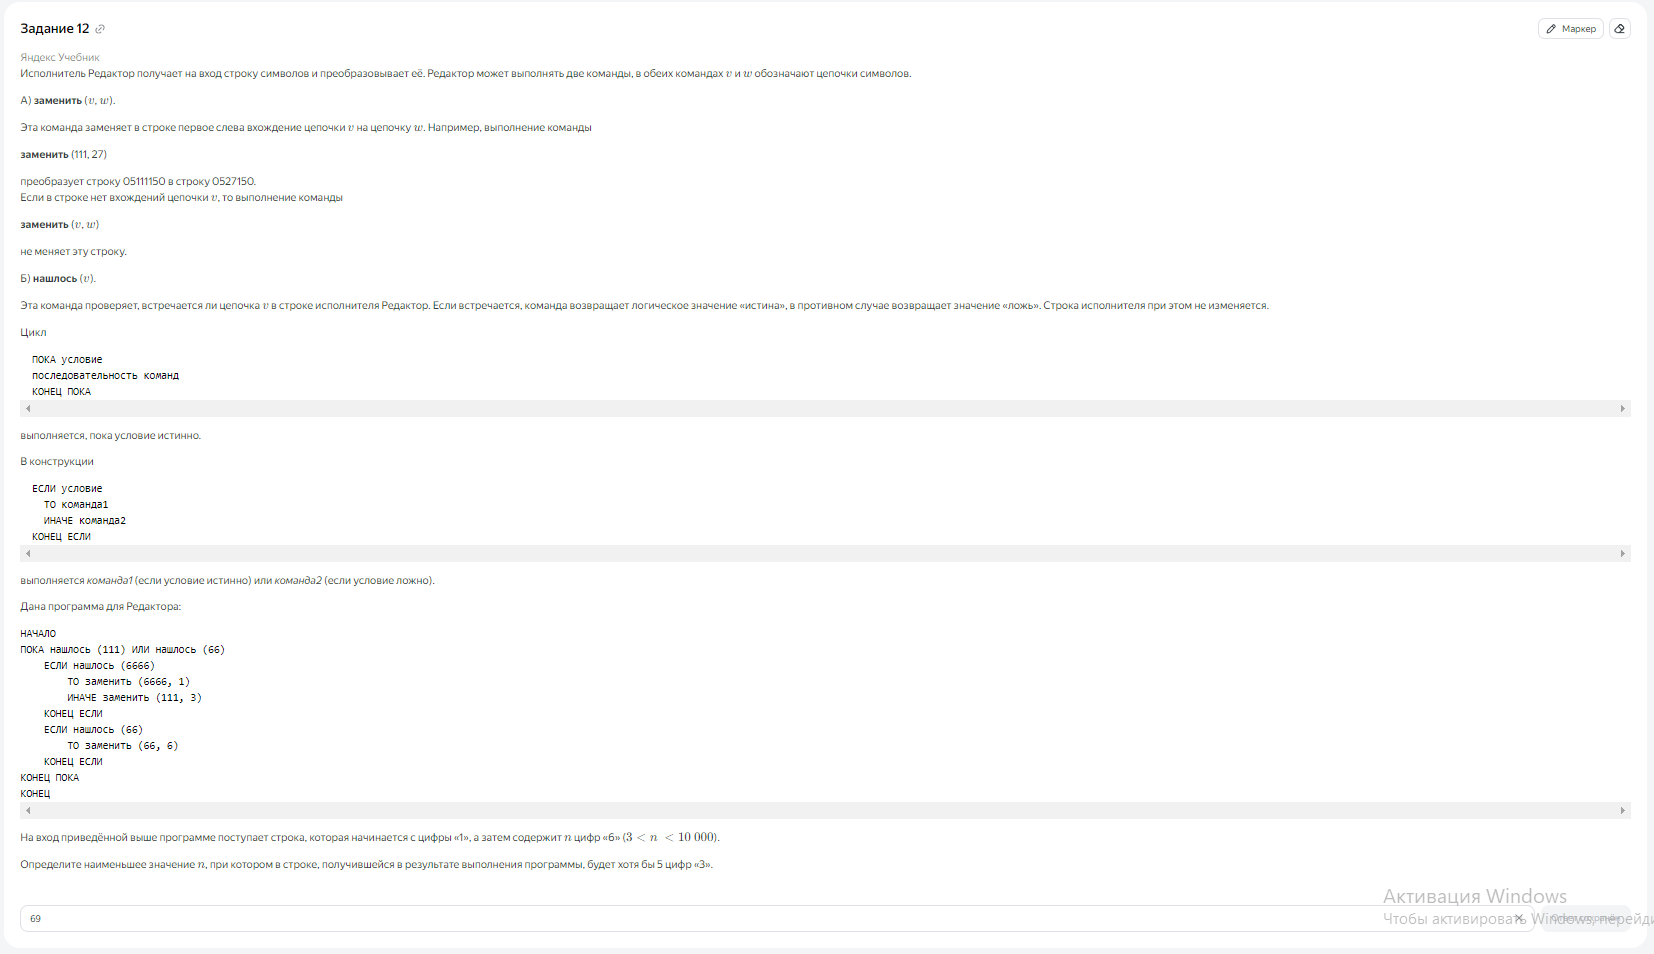 Задание 12
Маркер
Яндекс Учебник
Исполнитель Редактор получает на вход строку символов и преобразовывает её. Редактор может выполнять две команды, в обеих командах v и w обозначают цепочки символов.
А) заменить (v, w).
Эта команда заменяет в строке первое слева вхождение цепочки v на цепочку w. Например, выполнение команды
заменить (111, 27)
преобразует строку 05111150 в строку 0527150.
Если в строке нет вхождений цепочки v, то выполнение команды
заменить (v, w)
не меняет эту строку.
Б) нашлось (v).
Эта команда проверяет, встречается ли цепочка v в строке исполнителя Редактор. Если встречается, команда возвращает логическое значение «истина», в противном случае возвращает значение «ложь». Строка исполнителя при этом не изменяется.
Цикл
ПОКА условие
последовательность команд
КОНЕЦ ПОКА
выполняется, пока условие истинно.
В конструкции
ЕСЛИ условие
ТО команда1
ИНАЧЕ команда2
КОНЕЦ ЕСЛИ
выполняется команда1 (если условие истинно) или команда2 (если условие ложно).
Дана программа для Редактора:
НАЧАЛО
ПОКА нашлось (111) ИЛИ нашлось (66)
ЕСЛИ нашлось (6666)
ТО заменить (6666, 1)
ИНАЧЕ заменить (111, 3)
КОНЕЦ ЕСЛИ
ЕСЛИ нашлось (66)
ТО заменить (66, 6)
КОНЕЦ ЕСЛИ
КОНЕЦ ПОКА
КОНЕЦ
На вход приведённой выше программе поступает строка, которая начинается с цифры «1», а затем содержит n цифр «6» (3 < n < 10 000).
Определите наименьшее значение n, при котором в строке, получившейся в результате выполнения программы, будет хотя бы 5 цифр «3».
Активация Windows
69
Чтобы активировать Windows, перейди